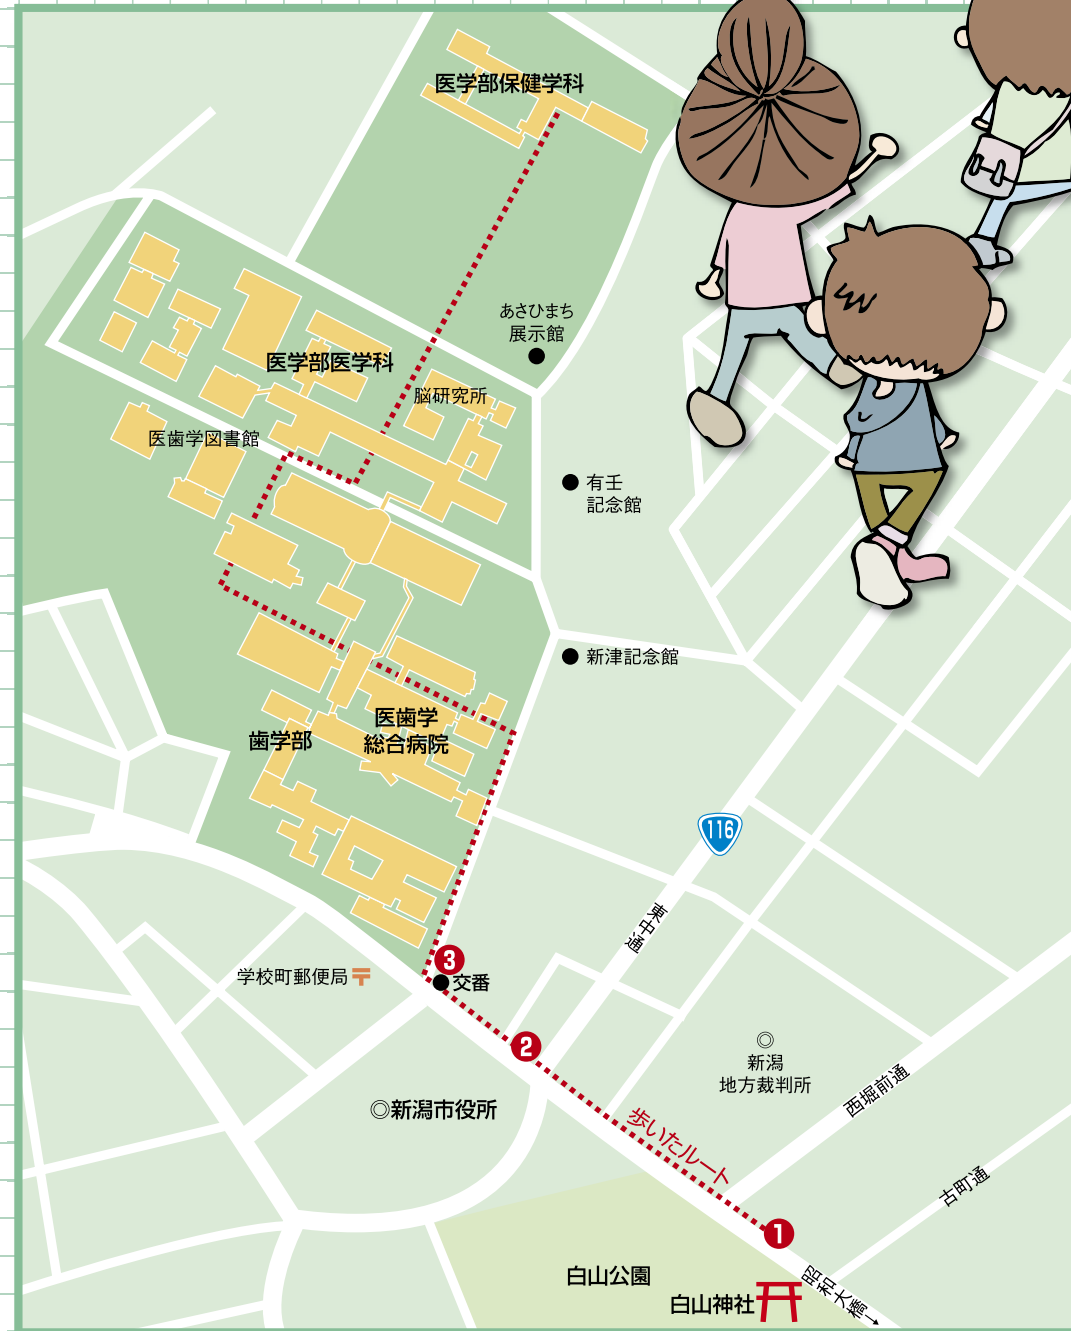 医学部保健学科
あさひまち
展示館
医学部医学科
脳研究所
医歯学図書館
有壬
記念館
新津記念館
医歯学
総合病院
歯学部
116
東中通
3
学校町郵便局
交番
2
新潟
地方裁判所
西堀前通
新潟市役所
歩いたルート
古町通
1
白山公園
昭和大橋→
白山神社